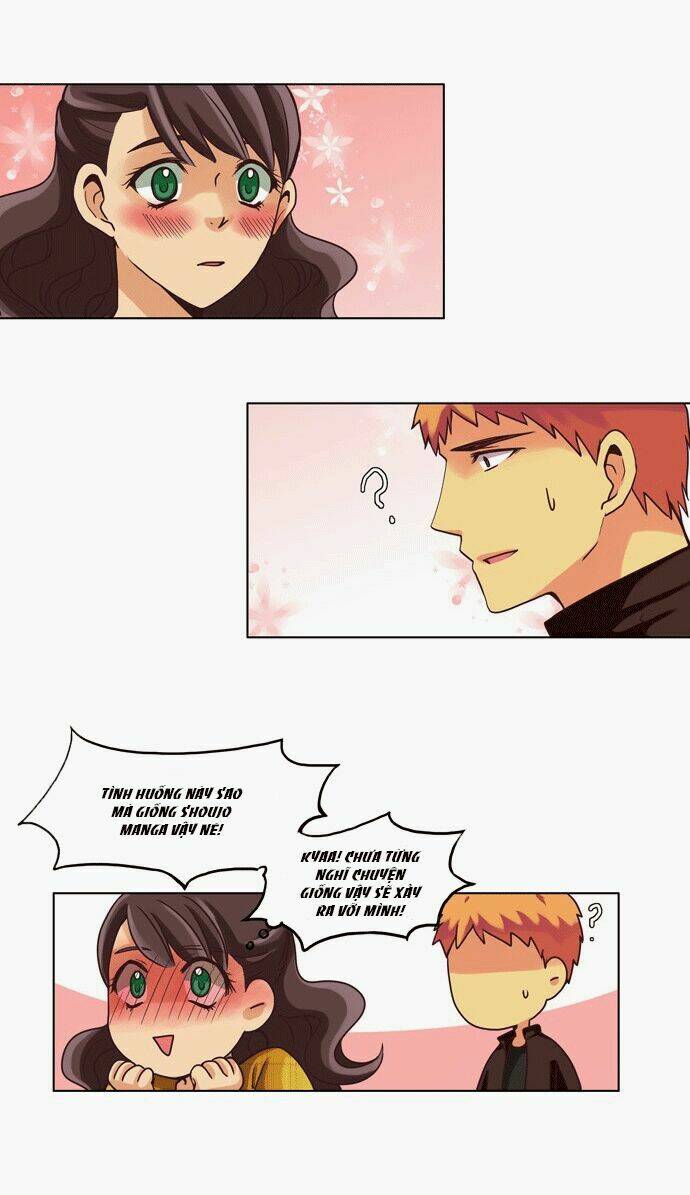 ?
TÌNH HUỐNG NÀY SAO
MÀ GIỐNG SHOUJO
MANGA VẬY NÈ!
KYAA! CHƯA TỪNG
NGHĨ CHUYỆN
GIỐNG VẬY SẼ XẢY
RA VỚI MÌNH!
?